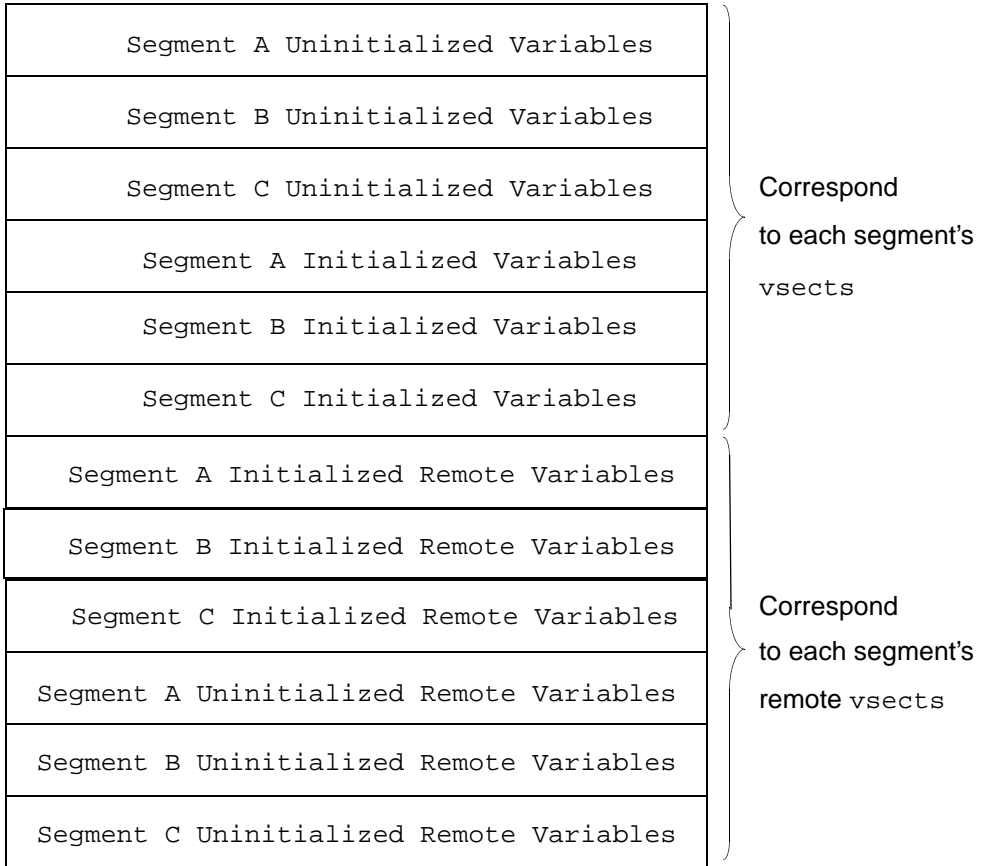 Segment A Uninitialized Variables
Segment B Uninitialized Variables
Segment C Uninitialized Variables
Segment A Initialized Variables
Segment B Initialized Variables
Segment C Initialized Variables
Correspond
to each segment's
vsects
Segment A Initialized Remote Variables
Segment B Initialized Remote Variables
Segment C Initialized Remote Variables
Segment A Uninitialized Remote Variables
Segment B Uninitialized Remote Variables
Segment C Uninitialized Remote Variables
Correspond
to each segment's
remote vsects